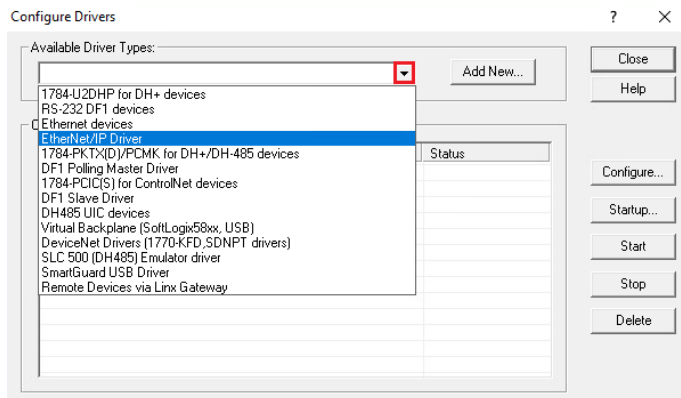 Configure Drivers
?
Available Driver Types:
Add New...
Close
Help
1784-U2DHP for DH+ devices
RS-232 DF1 devices
Ethernet devices
EtherNet/IP Driver
1784-PKTX(D)/PCMK for DH+/DH-485 devices
DF1 Polling Master Driver
1784-PCIC(S) for ControlNet devices
DF1 Slave Driver
DH485 UIC devices
Virtual Backplane (SoftLogix58xx, USB)
DeviceNet Drivers (1770-KFD,SDNPT drivers)
SLC 500 (DH485) Emulator driver
SmartGuard USB Driver
Remote Devices via Linx Gateway
Status
Configure...
Startup...
Start
Stop
Delete